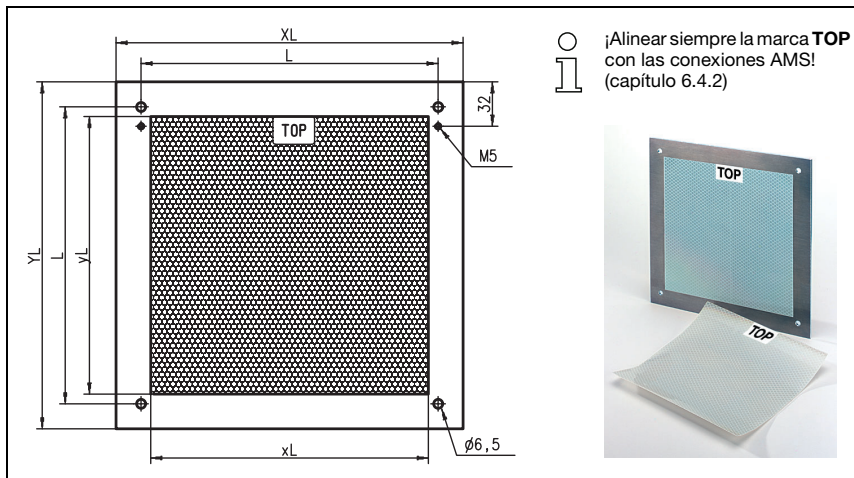 XL
L
32
TOP
M5
YL
L
yL
xL
Ø6,5
¡Alinear siempre la marca TOP
con las conexiones AMS!
(capítulo 6.4.2)
TOP
TOP